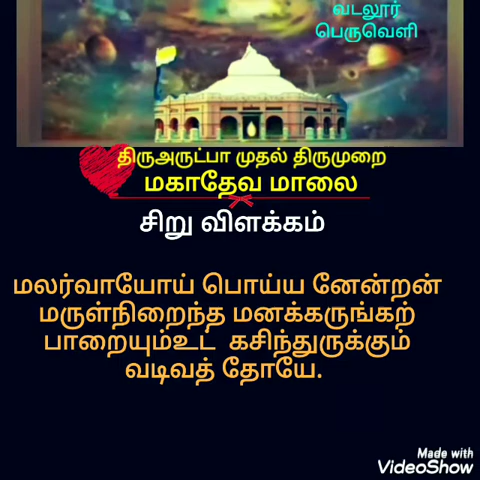 வடலூர்
பெருவெளி
திருஅருட்பா முதல் திருமுறை
மகாதேவ மாலை
சிறு விளக்கம்
மலர்வாயோய் பொய்ய னேன்றன்
மருள்நிறைந்த மனக்கருங்கற்
பாறையும்உட் கசிந்துருக்கும்
வடிவத் தோயே.
Made with
VideoShow